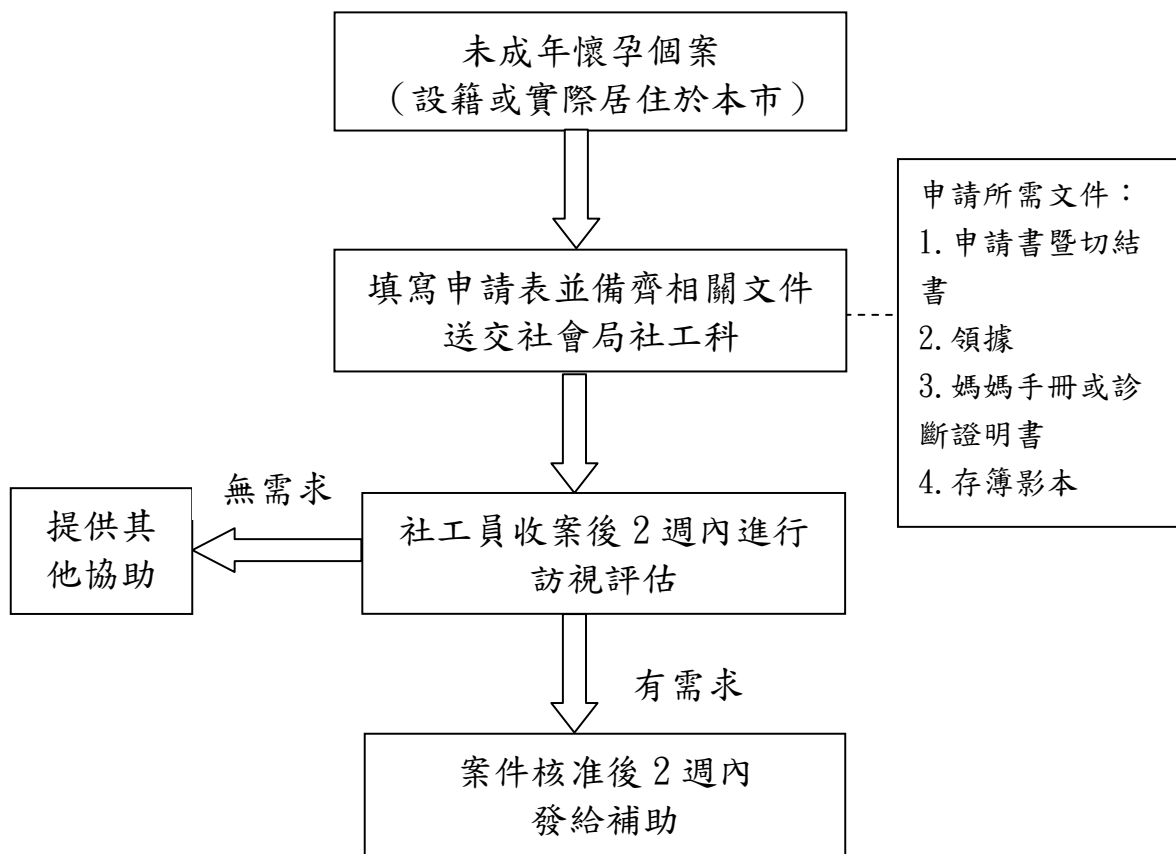 未成年懷孕個案
（設籍或實際居住於本市）
填寫申請表並備齊相關文件
送交社會局社工科
申請所需文件：
1.申請書暨切結
書
2.領據
3.媽媽手冊或診
斷證明書
4.存簿影本
社工員收案後 2 週內進行
訪視評估
無需求
提供其
他協助
有需求
案件核准後 2 週內
發給補助